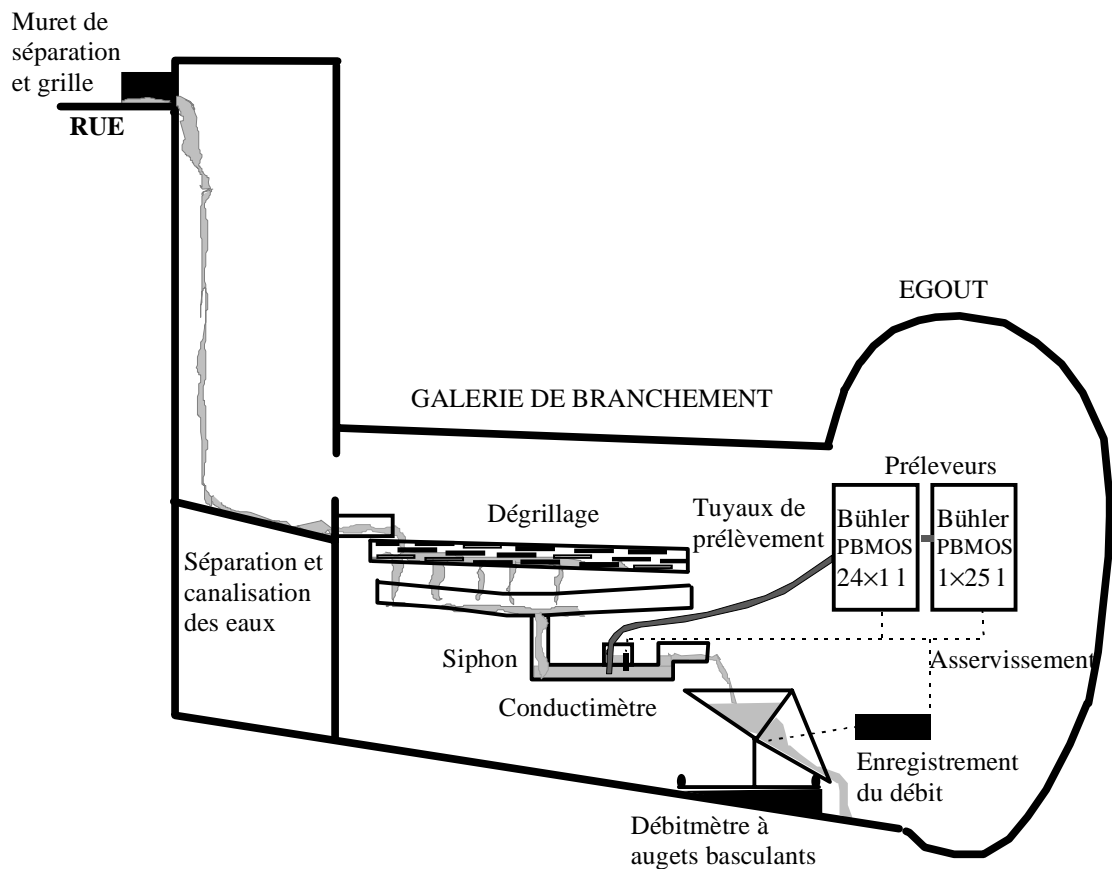 Muret de
séparation
et grille
RUE
EGOUT
GALERIE DE BRANCHEMENT
Préleveurs
Dégrillage
Tuyaux de
prélèvement
Bühler
PBMOS
24×1 l
Bühler
PBMOS
1×25 l
Séparation et
canalisation
des eaux
Siphon
Asservissement
Conductimètre
Enregistrement
du débit
Débitmètre à
augets basculants